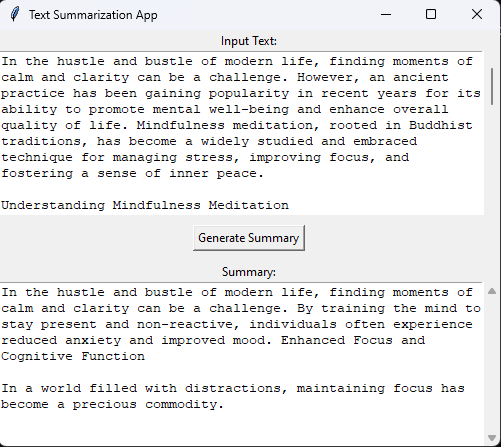 Text Summarization App
Input Text:
In the hustle and bustle of modern life, finding moments of
calm and clarity can be a challenge. However, an ancient
practice has been gaining popularity in recent years for its
ability to promote mental well-being and enhance overall
quality of life. Mindfulness meditation, rooted in Buddhist
traditions, has become a widely studied and embraced
technique for managing stress, improving focus, and
fostering a sense of inner peace.
Understanding Mindfulness Meditation
Generate Summary
Summary:
In the hustle and bustle of modern life, finding moments of
calm and clarity can be a challenge. By training the mind to
stay present and non-reactive, individuals often experience
reduced anxiety and improved mood. Enhanced Focus and
Cognitive Function
In a world filled with distractions, maintaining focus has
become a precious commodity.